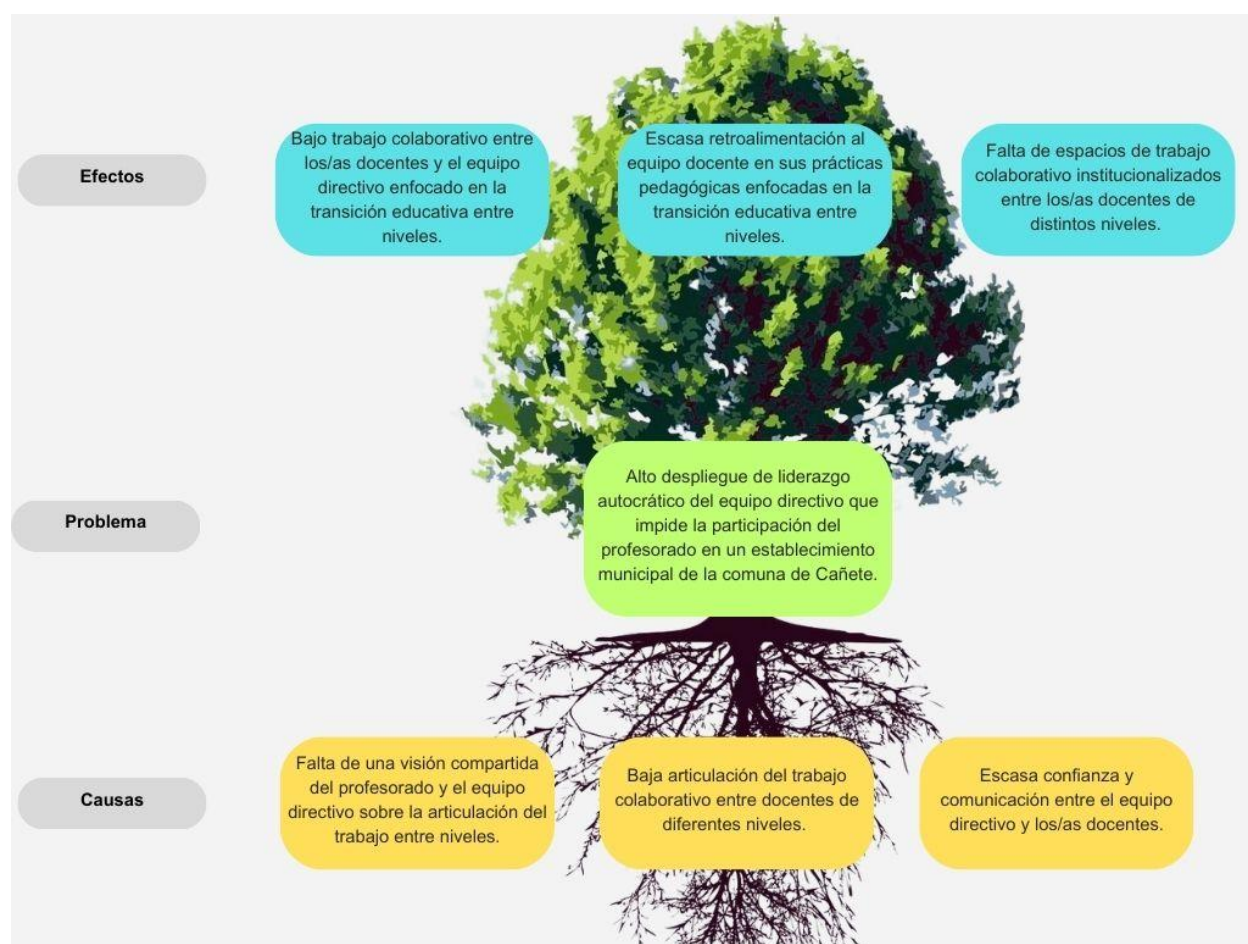 Efectos
Bajo trabajo colaborativo entre
los/as docentes y el equipo
directivo enfocado en la
transición educativa entre
niveles.
Escasa retroalimentación al
equipo docente en sus prácticas
pedagógicas enfocadas en la
transición educativa entre
niveles.
Falta de espacios de trabajo
colaborativo institucionalizados
entre los/as docentes de
distintos niveles.
Problema
Alto despliegue de liderazgo
autocrático del equipo directivo que
impide la participación del
profesorado en un establecimiento
municipal de la comuna de Cañete.
Causas
Falta de una visión compartida
del profesorado y el equipo
directivo sobre la articulación del
trabajo entre niveles.
Baja articulación del trabajo
colaborativo entre docentes de
diferentes niveles.
Escasa confianza y
comunicación entre el equipo
directivo y los/as docentes.